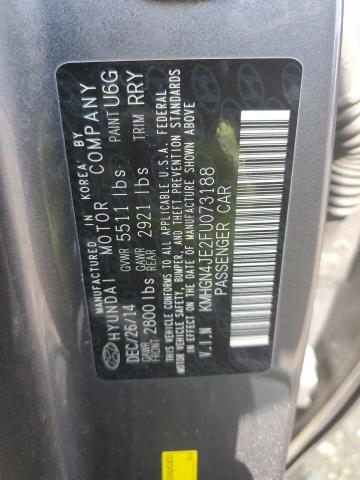 MANUFACTURED IN KOREA BY
HYUNDAI MOTOR COMPANY
DEC/26/14 GVWR 5511 lbs PAINT U6G
GAWR FRONT 2800 lbs GAWR REAR 2921 lbs TRIM RRY
THIS VEHICLE CONFORMS TO ALL APPLICABLE U.S.A. FEDERAL
MOTOR VEHICLE SAFETY, BUMPER, AND THEFT PREVENTION STANDARDS
IN EFFECT ON THE DATE OF MANUFACTURE SHOWN ABOVE
V.I.N KMHGN4JE2FU073188
PASSENGER CAR